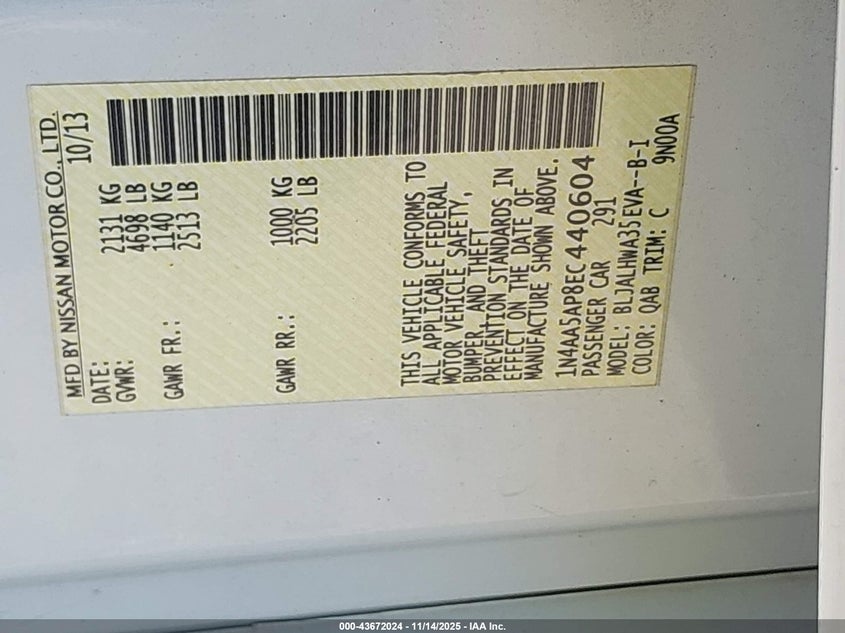 MFD BY NISSAN MOTOR CO., LTD.
DATE: 10/13
GVWR: 2131 KG
4698 LB
GAWR FR.: 1140 KG
2513 LB
GAWR RR.: 1000 KG
2205 LB
THIS VEHICLE CONFORMS TO
ALL APPLICABLE FEDERAL
MOTOR VEHICLE SAFETY,
BUMPER, AND THEFT
PREVENTION STANDARDS IN
EFFECT ON THE DATE OF
MANUFACTURE SHOWN ABOVE.
1N4AA5AP8EC440604
PASSENGER CAR 291
MODEL: BLJALHWA35EVA--B-I
COLOR: QAB TRIM: C 9N00A
000-43672024 - 11/14/2025 - IAA Inc.